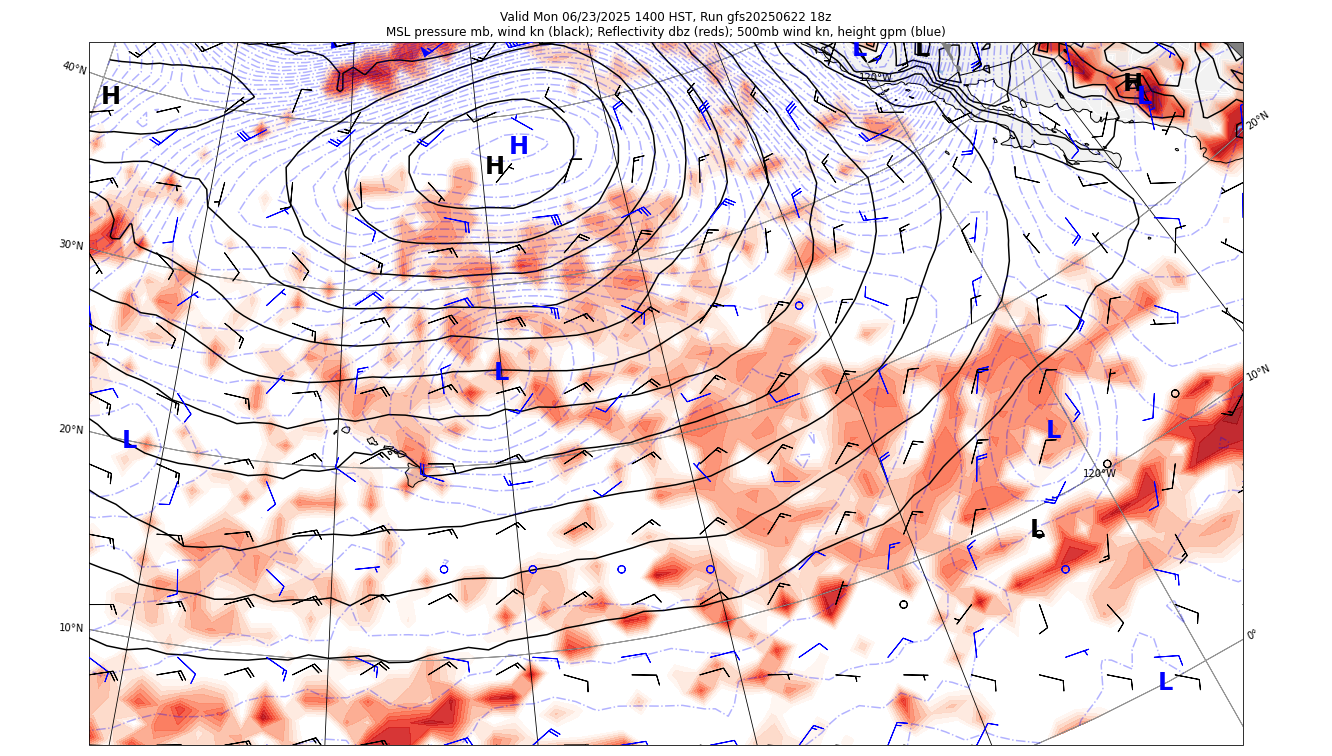 Valid Mon 06/23/2025 1400 HST, Run gfs20250622 18z
MSL pressure mb, wind kn (black); Reflectivity dbz (reds); 500mb wind kn, height gpm (blue)
L
L
40°N
120°W
H
H
H
L
20°N
H
H
30°N
L
10°N
20°N
L
L
L
120°W
L
10°N
0°
L